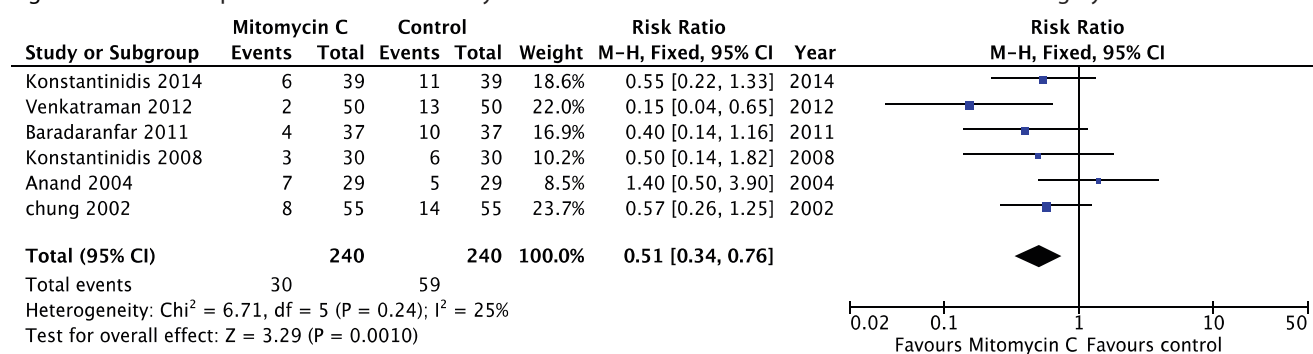 Mitomycin C Control Risk Ratio Risk Ratio
Study or Subgroup Events Total Events Total Weight M-H, Fixed, 95% CI Year M-H, Fixed, 95% CI
Konstantinidis 2014 6 39 11 39 18.6% 0.55 [0.22, 1.33] 2014
Venkatraman 2012 2 50 13 50 22.0% 0.15 [0.04, 0.65] 2012
Baradaranfar 2011 4 37 10 37 16.9% 0.40 [0.14, 1.16] 2011
Konstantinidis 2008 3 30 6 30 10.2% 0.50 [0.14, 1.82] 2008
Anand 2004 7 29 5 29 8.5% 1.40 [0.50, 3.90] 2004
chung 2002 8 55 14 55 23.7% 0.57 [0.26, 1.25] 2002
Total (95% CI) 240 240 100.0% 0.51 [0.34, 0.76]
Total events 30 59
Heterogeneity: Chi² = 6.71, df = 5 (P = 0.24); I² = 25%
Test for overall effect: Z = 3.29 (P = 0.0010)
0.02 0.1 1 10 50
Favours Mitomycin C Favours control